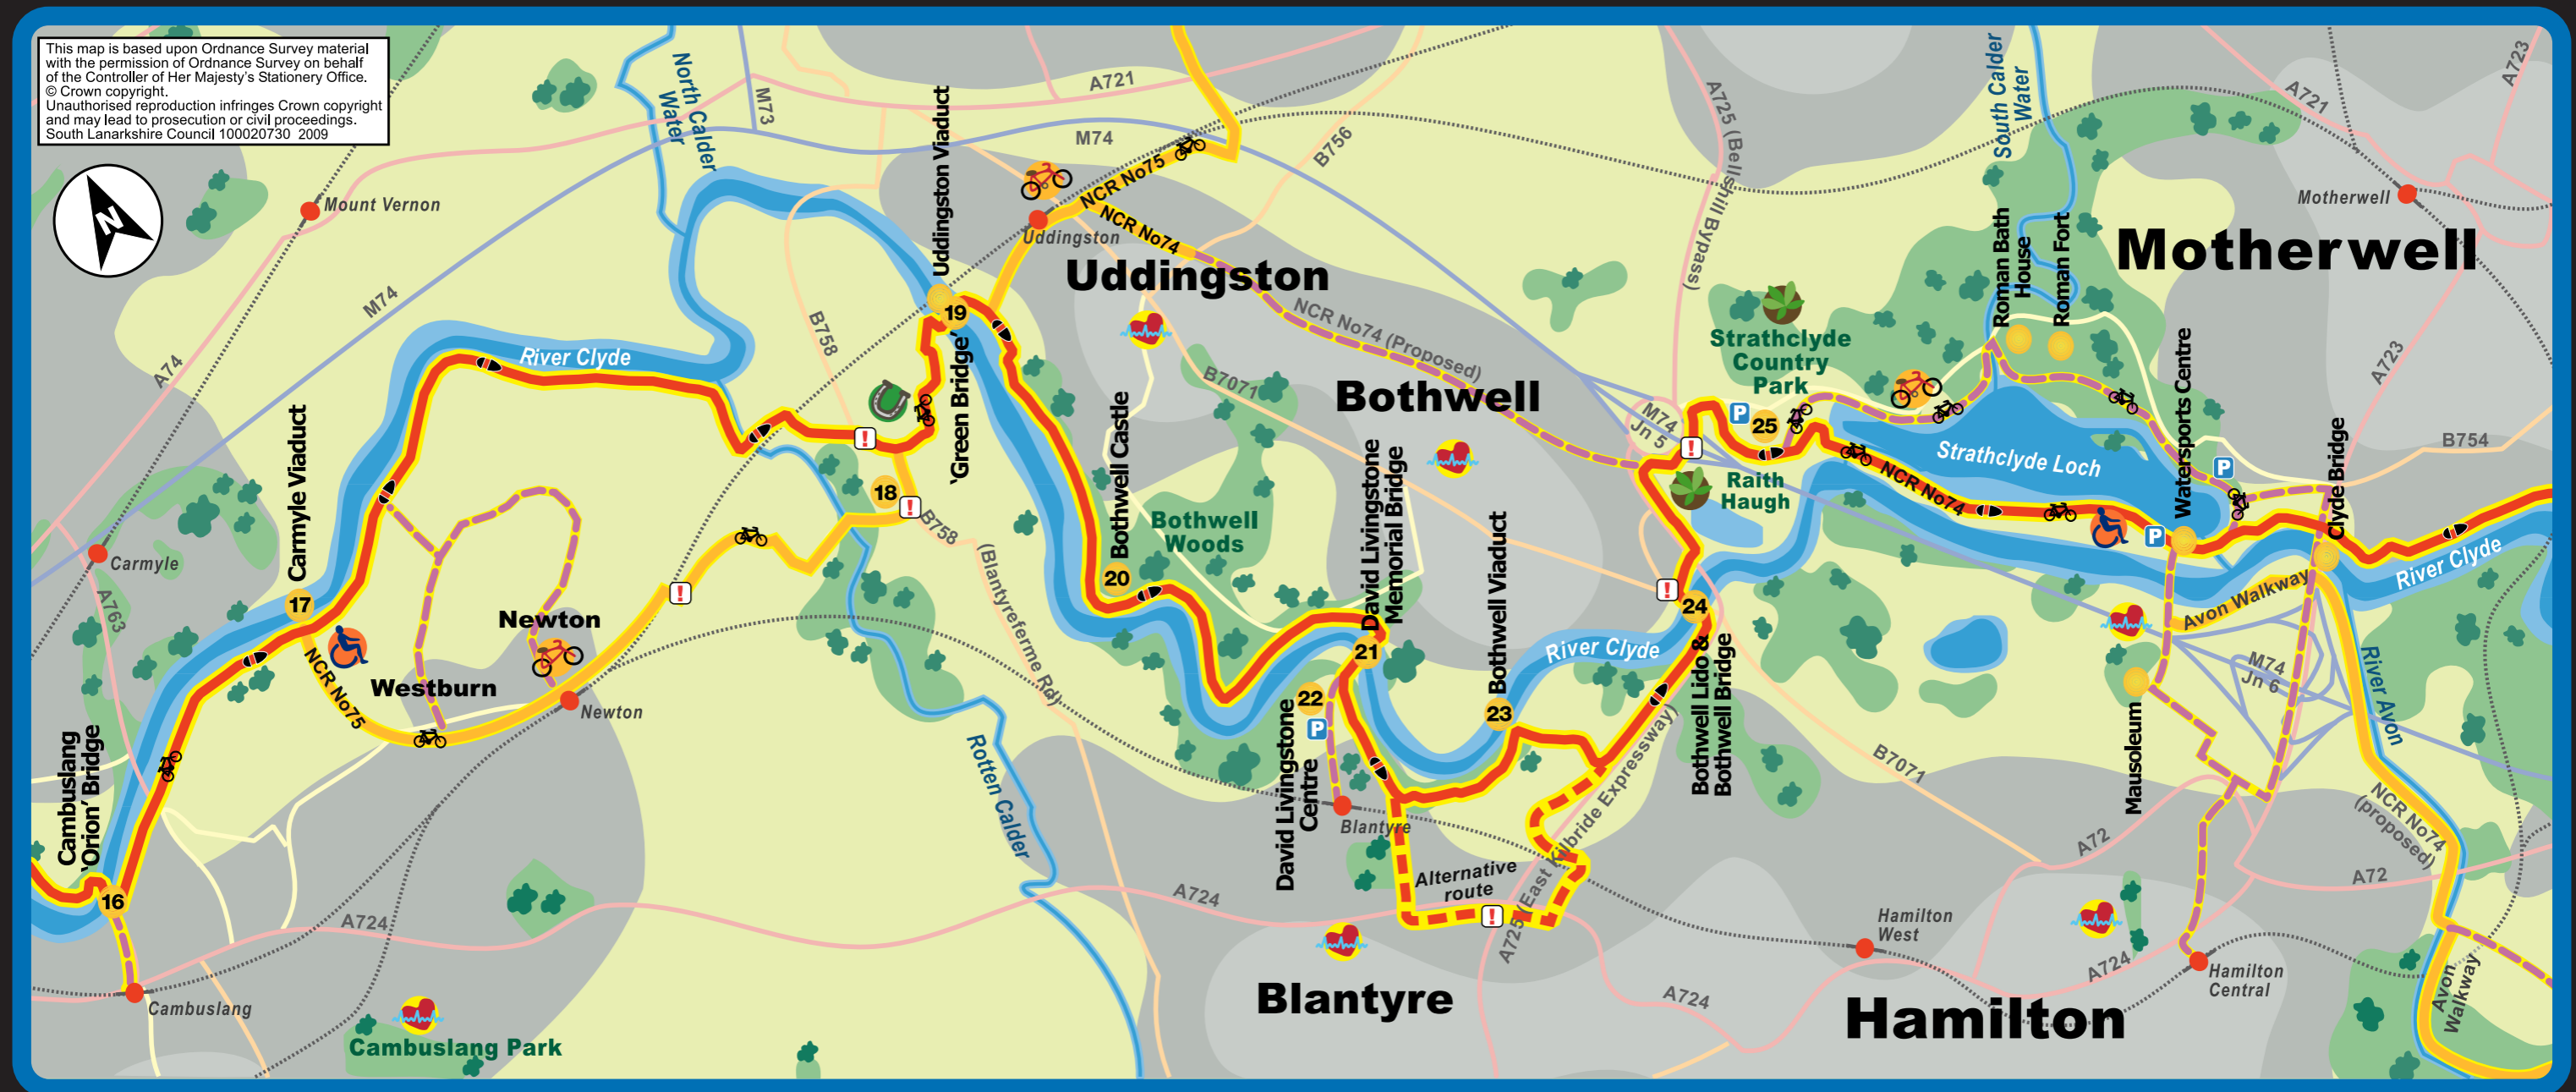 This map is based upon Ordnance Survey material
with the permission of Ordnance Survey on behalf
of the Controller of Her Majesty's Stationery Office.
© Crown copyright.
Unauthorised reproduction infringes Crown copyright
and may lead to prosecution or civil proceedings.
South Lanarkshire Council 100020730 2009
N
Mount Vernon
A74
M74
Carmyle
A763
Carmyle Viaduct
17
NCR No75
Westburn
Newton
Newton
Cambuslang
'Orion' Bridge
16
A724
Cambuslang
Cambuslang Park
River Clyde
North Calder
Water
M73
A721
M74
B756
Uddingston Viaduct
NCR No75
NCR No74
Uddingston
Uddingston
19
'Green Bridge'
B758
18
!
!
!
B758
(Blantyreferme Rd)
Rotten Calder
NCR No74 (Proposed)
B7071
Bothwell
Bothwell Castle
20
Bothwell
Woods
David Livingstone
Memorial Bridge
21
22
P
David Livingstone
Centre
Blantyre
Bothwell Viaduct
23
River Clyde
Alternative
route
!
A725 (East Kilbride Expressway)
A724
Blantyre
A724
A725 (Bellshill Bypass)
M74
Jn 5
!
!
24
Bothwell Lido &
Bothwell Bridge
Strathclyde
Country
Park
P
25
Raith
Haugh
NCR No74
Strathclyde Loch
South Calder
Water
Roman Bath
House
Roman Fort
Watersports Centre
P
P
Clyde Bridge
Motherwell
Motherwell
A721
A723
A723
B754
River Clyde
Avon Walkway
M74
Jn 6
River Avon
Mausoleum
B7071
A72
NCR No74
(proposed)
A72
Hamilton
West
Hamilton
A724
Hamilton
Central
Avon
Walkway